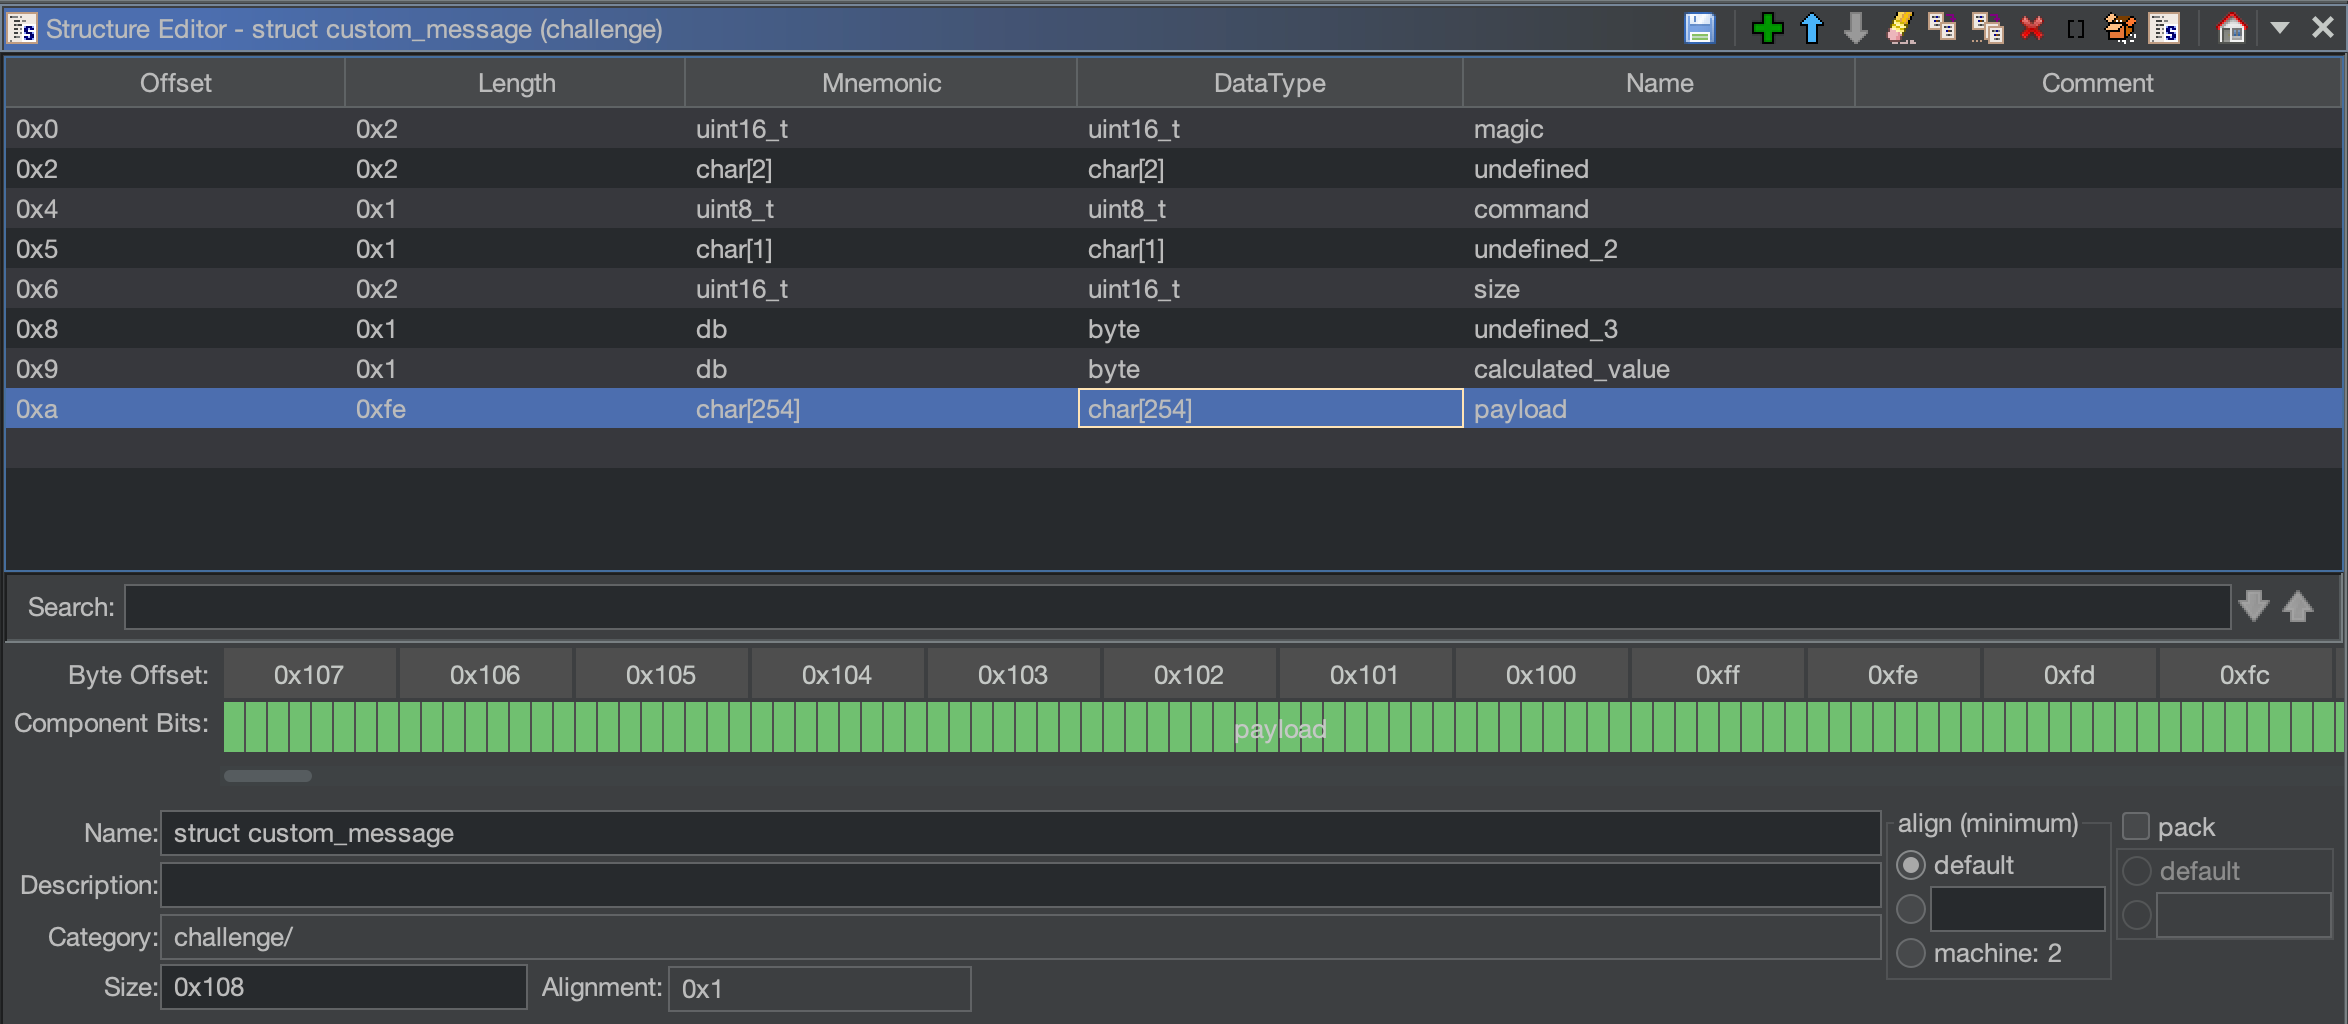 Structure Editor - struct custom_message (challenge)
Offset Length Mnemonic DataType Name Comment
0x0 0x2 uint16_t uint16_t magic
0x2 0x2 char[2] char[2] undefined
0x4 0x1 uint8_t uint8_t command
0x5 0x1 char[1] char[1] undefined_2
0x6 0x2 uint16_t uint16_t size
0x8 0x1 db byte undefined_3
0x9 0x1 db byte calculated_value
0xa 0xfe char[254] char[254] payload
Search:
Byte Offset: 0x107 0x106 0x105 0x104 0x103 0x102 0x101 0x100 0xff 0xfe 0xfd 0xfc
Component Bits: payload
Name: struct custom_message
Description:
Category: challenge/
Size: 0x108 Alignment: 0x1
align (minimum)
default
machine: 2
pack
default